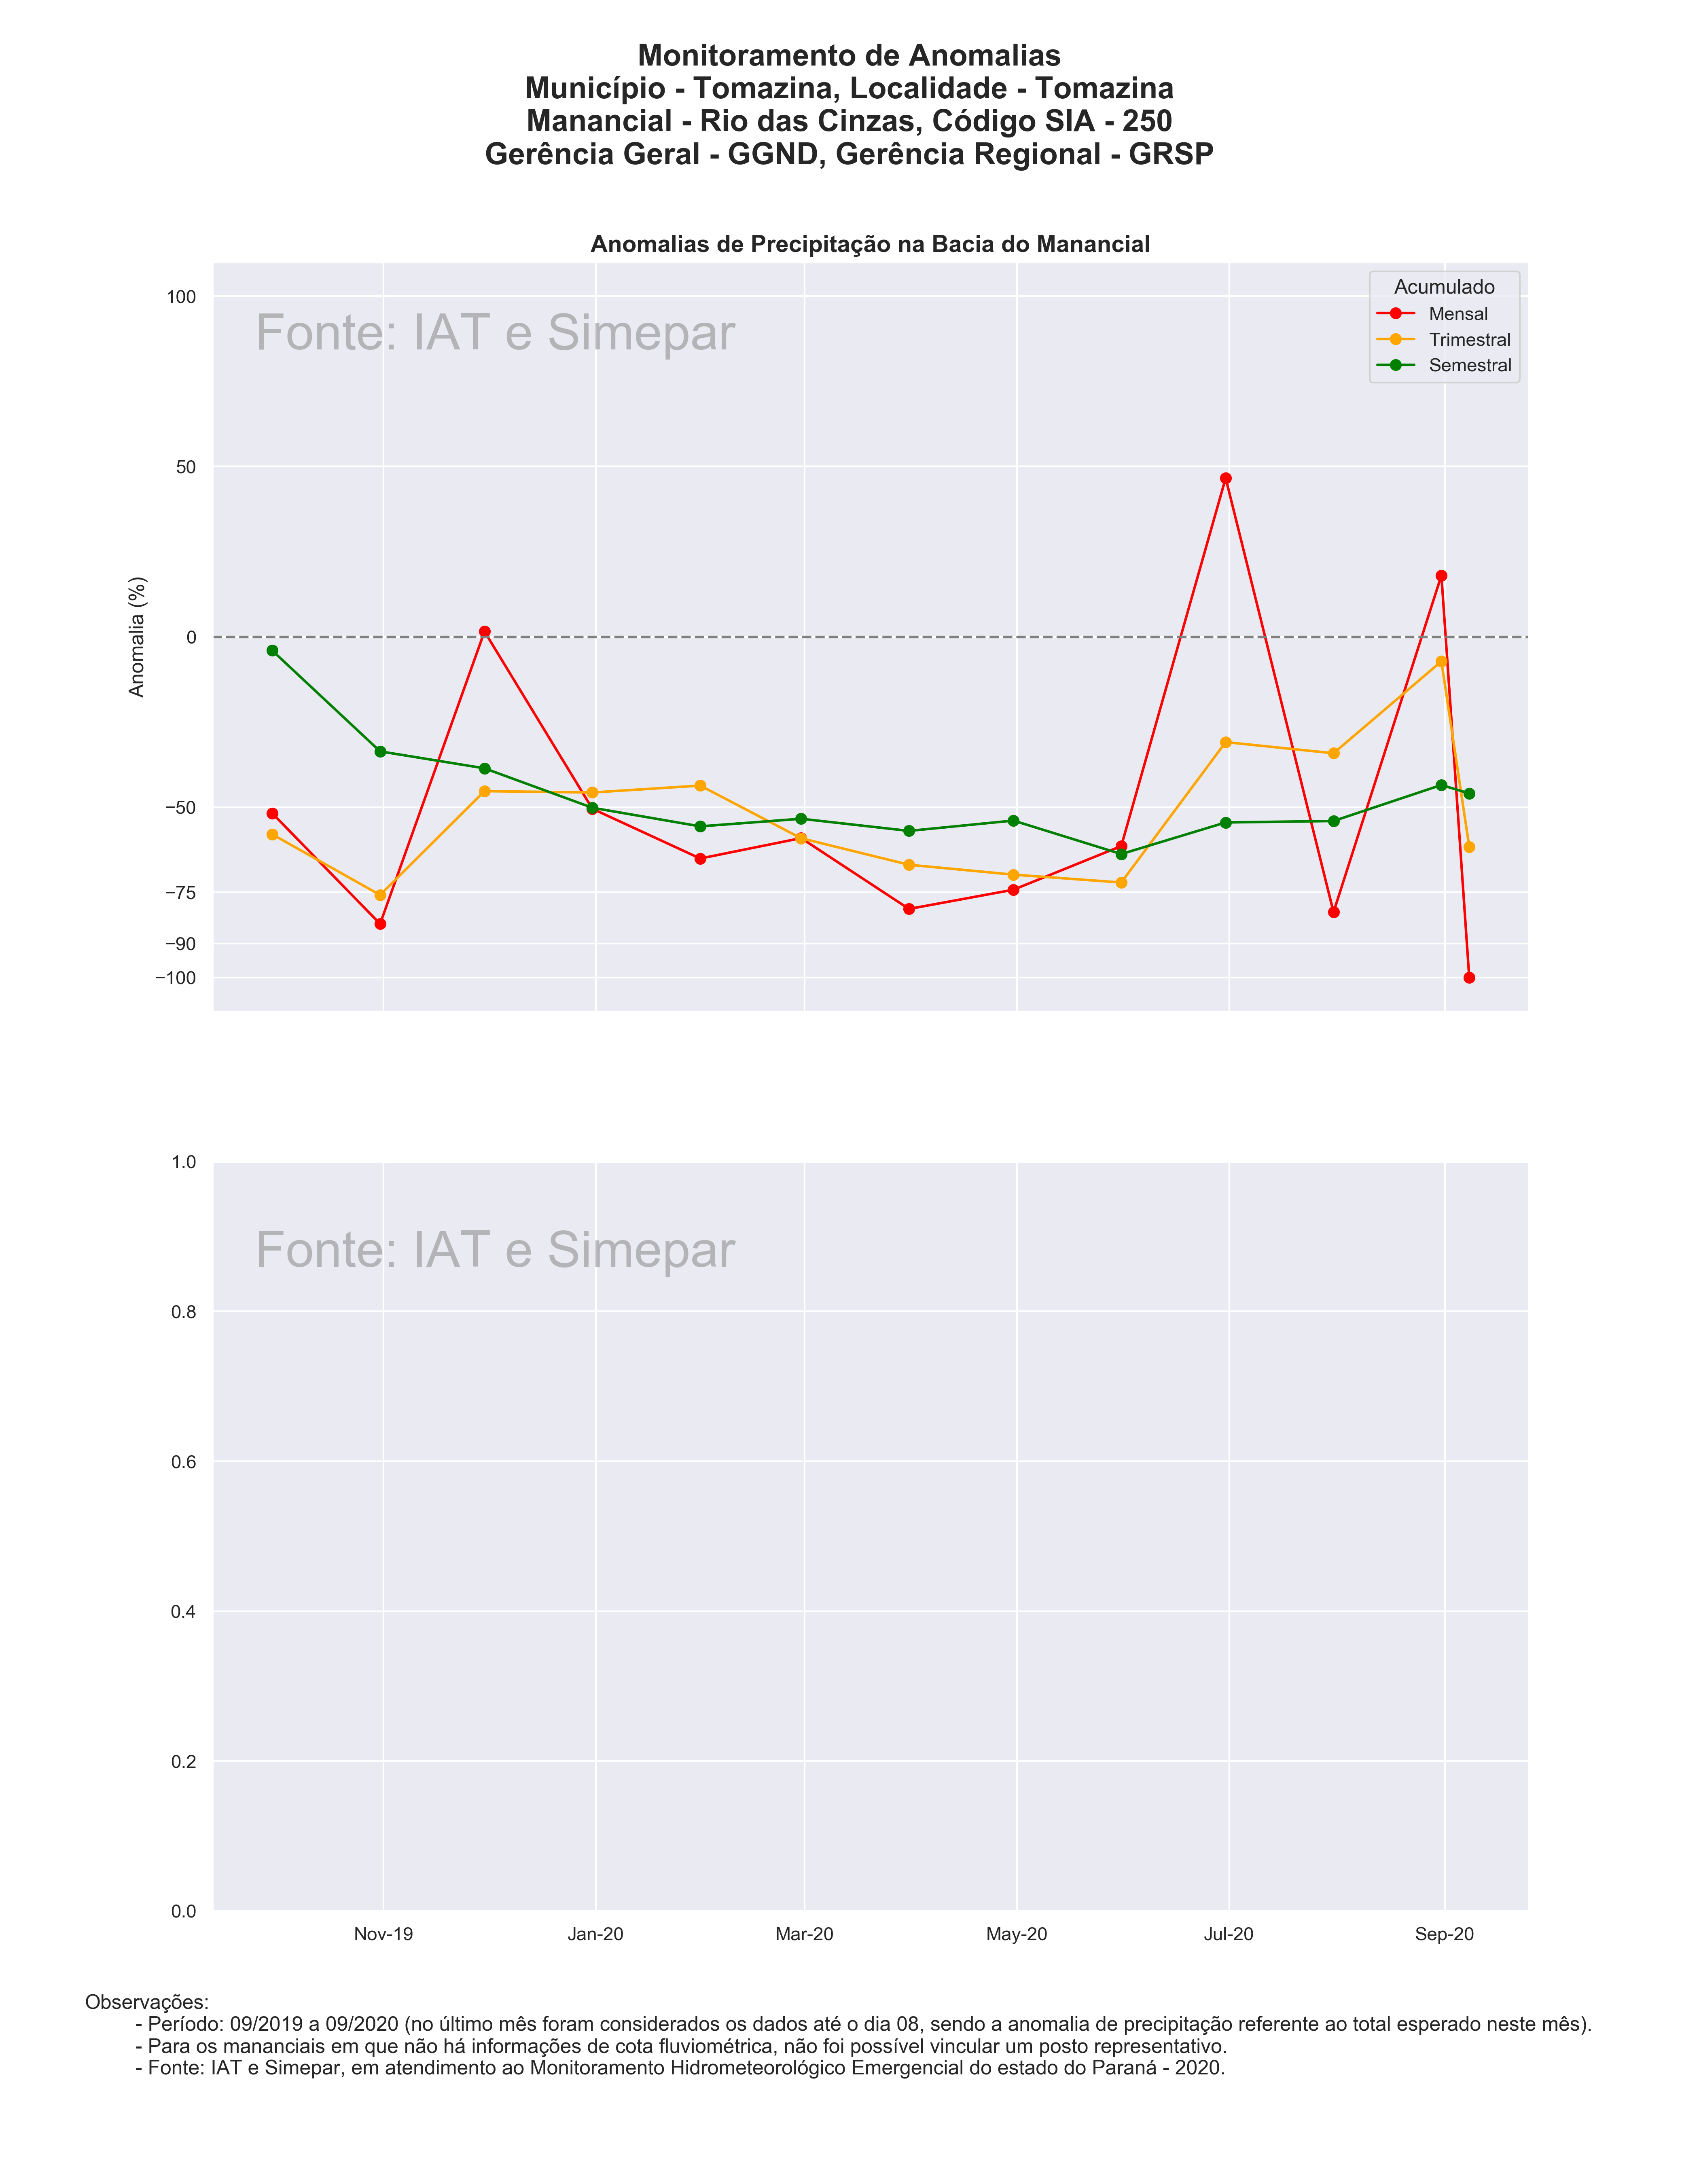 Monitoramento de Anomalias
Município - Tomazina, Localidade - Tomazina
Manancial - Rio das Cinzas, Código SIA - 250
Gerência Geral - GGND, Gerência Regional - GRSP
Anomalias de Precipitação na Bacia do Manancial
Fonte: IAT e Simepar
Acumulado
Mensal
Trimestral
Semestral
Anomalia (%)
100
50
0
−50
−75
−90
−100
Fonte: IAT e Simepar
1.0
0.8
0.6
0.4
0.2
0.0
Nov-19 Jan-20 Mar-20 May-20 Jul-20 Sep-20
Observações:
- Período: 09/2019 a 09/2020 (no último mês foram considerados os dados até o dia 08, sendo a anomalia de precipitação referente ao total esperado neste mês).
- Para os mananciais em que não há informações de cota fluviométrica, não foi possível vincular um posto representativo.
- Fonte: IAT e Simepar, em atendimento ao Monitoramento Hidrometeorológico Emergencial do estado do Paraná - 2020.